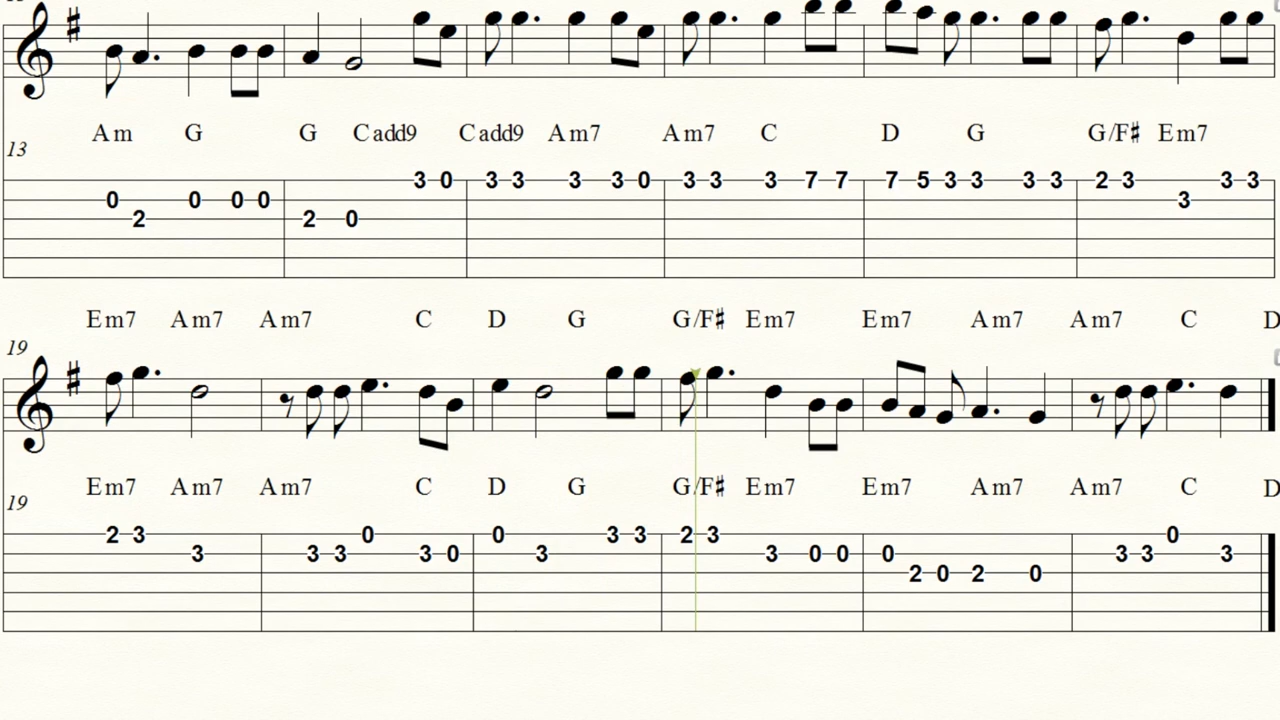 Am G G Cadd9 Cadd9 Am7 Am7 C D G G/F♯ Em7
13
3 0 3 3 3 3 0 3 3 3 7 7 7 5 3 3 3 3 2 3 3 3
0 0 0 0 3
2 2 0
Em7 Am7 Am7 C D G G/F♯ Em7 Em7 Am7 Am7 C D
19
Em7 Am7 Am7 C D G G/F♯ Em7 Em7 Am7 Am7 C D
19
2 3 0 0 3 3 2 3 0
3 3 3 3 0 3 3 0 0 0 3 3 3
2 0 2 0